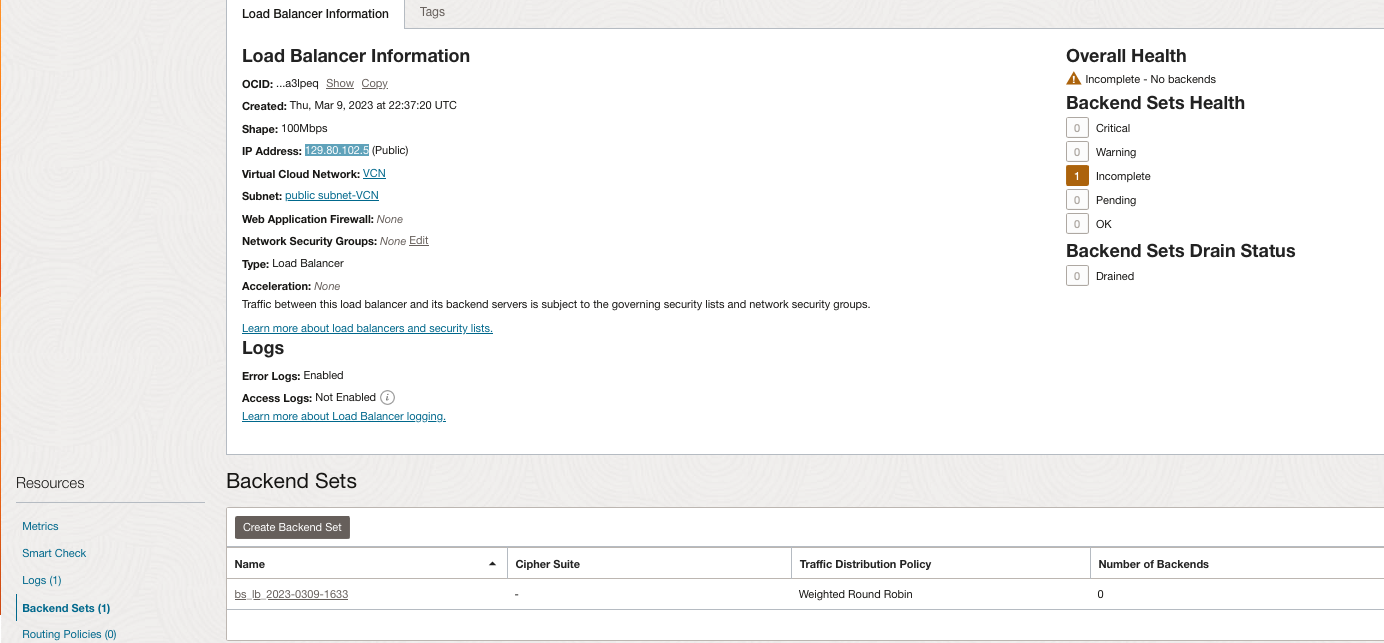 Load Balancer Information
Tags
Load Balancer Information
OCID: ...a3lpeq Show Copy
Created: Thu, Mar 9, 2023 at 22:37:20 UTC
Shape: 100Mbps
IP Address: 129.80.102.5 (Public)
Virtual Cloud Network: VCN
Subnet: public subnet-VCN
Web Application Firewall: None
Network Security Groups: None Edit
Type: Load Balancer
Acceleration: None
Traffic between this load balancer and its backend servers is subject to the governing security lists and network security groups.
Learn more about load balancers and security lists.
Logs
Error Logs: Enabled
Access Logs: Not Enabled i
Learn more about Load Balancer logging.
Overall Health
Incomplete - No backends
Backend Sets Health
0 Critical
0 Warning
1 Incomplete
0 Pending
0 OK
Backend Sets Drain Status
0 Drained
Resources
Metrics
Smart Check
Logs (1)
Backend Sets (1)
Routing Policies (0)
Backend Sets
Create Backend Set
Name Cipher Suite Traffic Distribution Policy Number of Backends
bs_lb_2023-0309-1633 - Weighted Round Robin 0